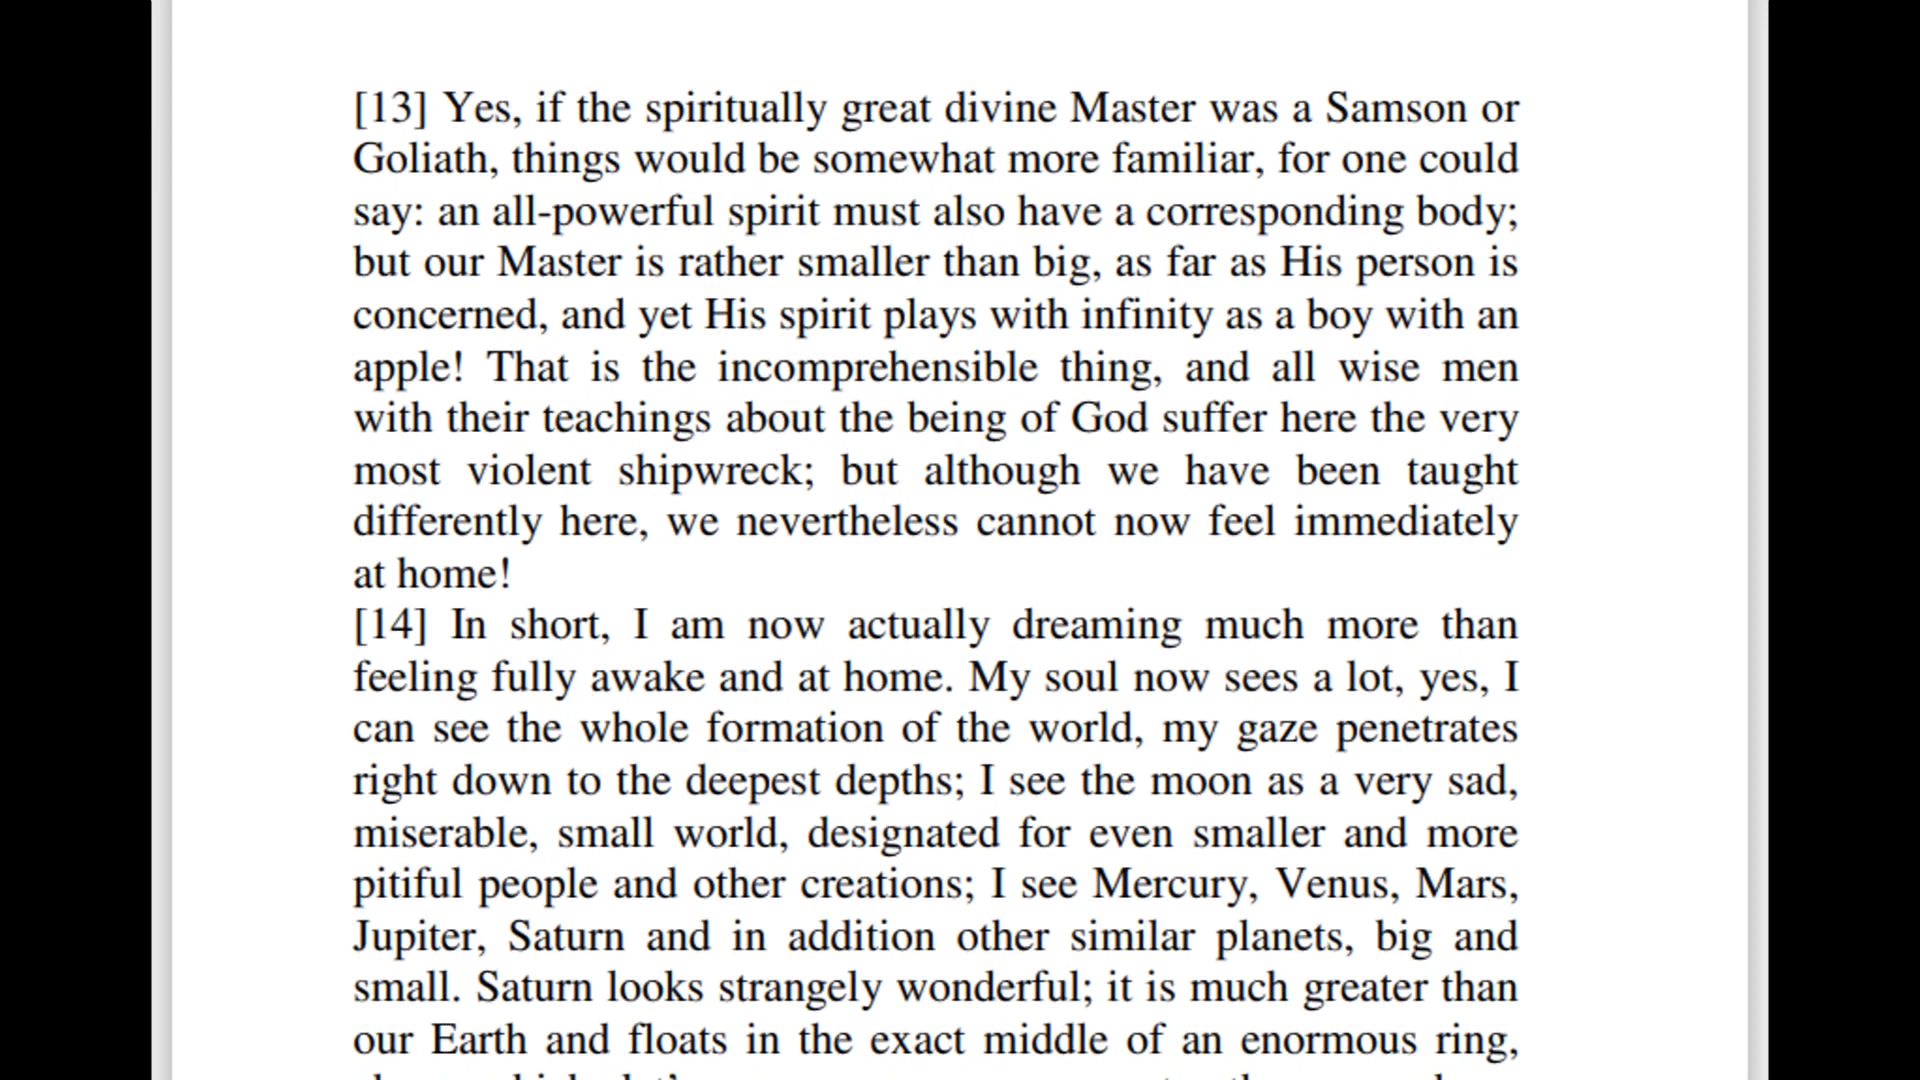 [13] Yes, if the spiritually great divine Master was a Samson or
Goliath, things would be somewhat more familiar, for one could
say: an all-powerful spirit must also have a corresponding body;
but our Master is rather smaller than big, as far as His person is
concerned, and yet His spirit plays with infinity as a boy with an
apple! That is the incomprehensible thing, and all wise men
with their teachings about the being of God suffer here the very
most violent shipwreck; but although we have been taught
differently here, we nevertheless cannot now feel immediately
at home!
[14] In short, I am now actually dreaming much more than
feeling fully awake and at home. My soul now sees a lot, yes, I
can see the whole formation of the world, my gaze penetrates
right down to the deepest depths; I see the moon as a very sad,
miserable, small world, designated for even smaller and more
pitiful people and other creations; I see Mercury, Venus, Mars,
Jupiter, Saturn and in addition other similar planets, big and
small. Saturn looks strangely wonderful; it is much greater than
our Earth and floats in the exact middle of an enormous ring,